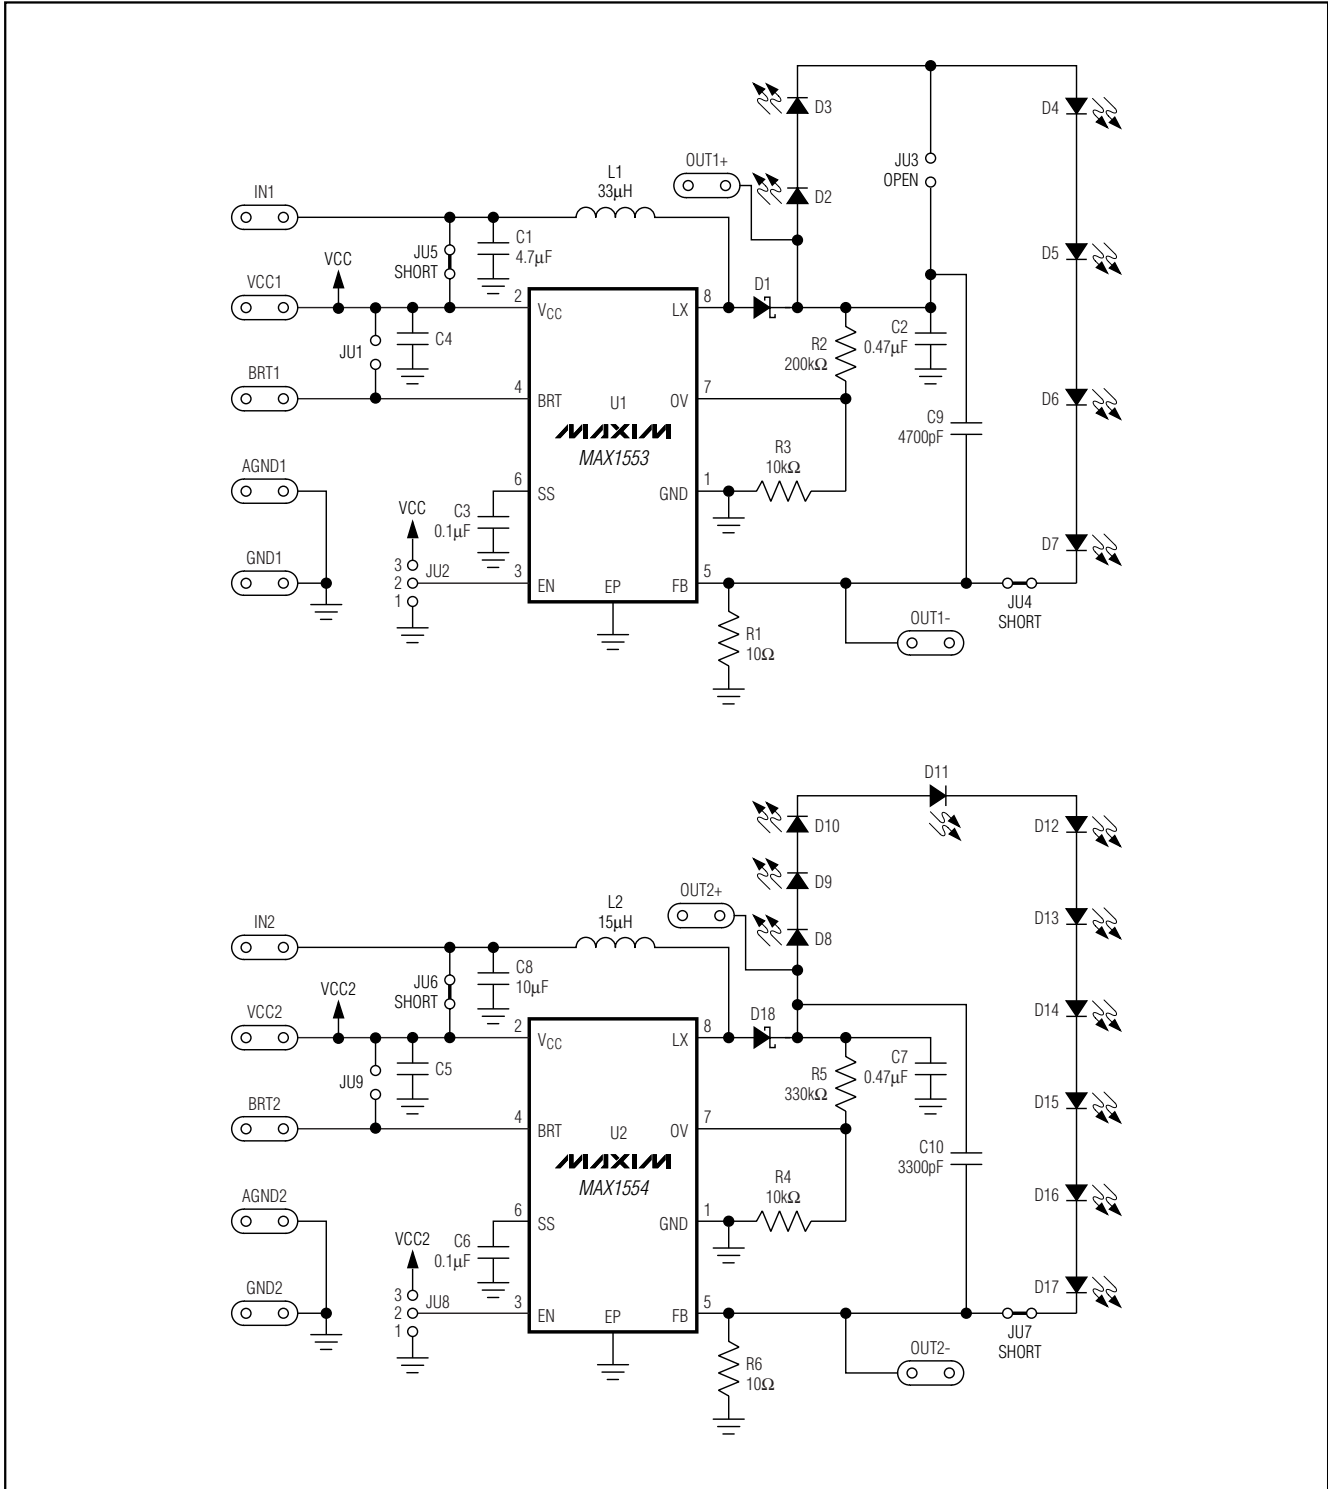 D3
D4
OUT1+
JU3
OPEN
L1
33µH
D2
IN1
C1
4.7µF
JU5
SHORT
VCC
D5
VCC1
D1
2
VCC
LX
8
C4
JU1
R2
200kΩ
C2
0.47µF
BRT1
4
BRT
U1
OV
7
D6
MAXIM
MAX1553
C9
4700pF
R3
10kΩ
AGND1
6
SS
GND
1
VCC
C3
0.1µF
D7
GND1
3
2
1
JU2
3
EN
EP
FB
5
JU4
SHORT
R1
10Ω
OUT1-
D11
D10
D12
D9
OUT2+
L2
15µH
D8
D13
IN2
C8
10µF
JU6
SHORT
VCC2
D14
VCC2
D18
2
VCC
LX
8
C5
JU9
R5
330kΩ
C7
0.47µF
BRT2
4
BRT
U2
OV
7
D15
MAXIM
MAX1554
C10
3300pF
R4
10kΩ
D16
AGND2
6
SS
GND
1
VCC2
C6
0.1µF
D17
GND2
3
2
1
JU8
3
EN
EP
FB
5
JU7
SHORT
R6
10Ω
OUT2-